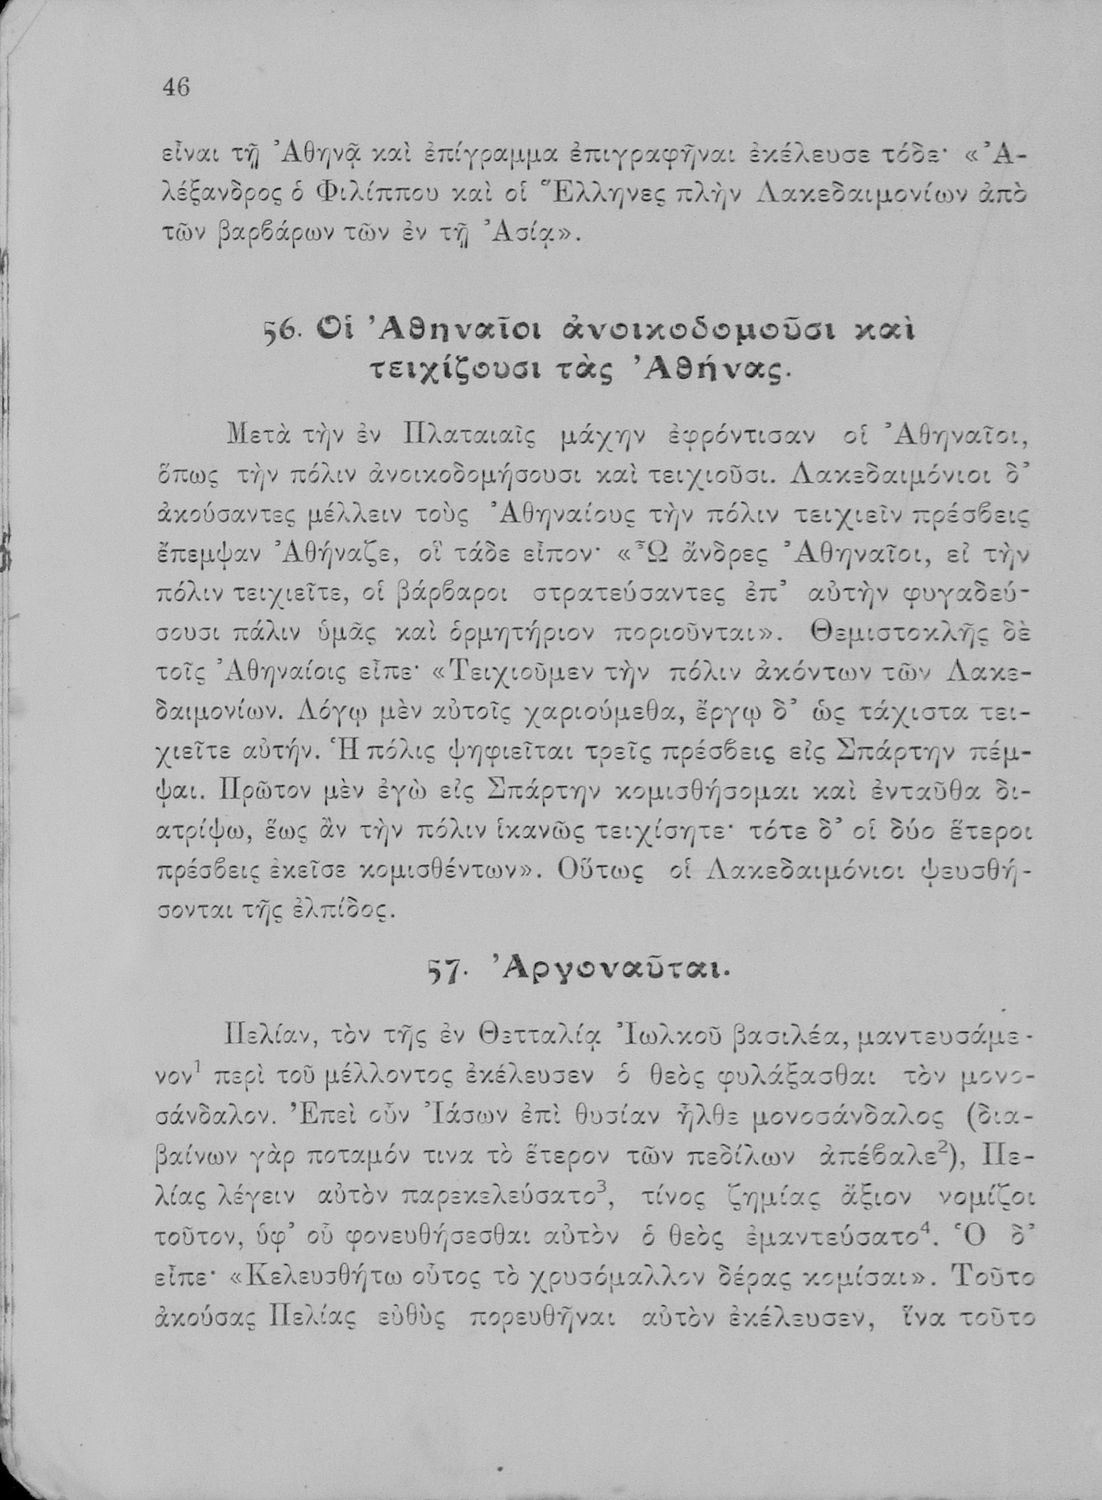 46
εἶναι τῇ Ἀθηνᾷ καὶ ἐπίγραμμα ἐπιγραφῆναι ἐκέλευσε τόδε· «Ἀ-
λέξανδρος ὁ Φιλίππου καὶ οἱ Ἕλληνες πλὴν Λακεδαιμονίων ἀπὸ
τῶν βαρβάρων τῶν ἐν τῇ Ἀσίᾳ».
56. Οἱ Ἀθηναῖοι ἀνοικοδομοῦσι καὶ
τειχίζουσι τὰς Ἀθήνας.
Μετὰ τὴν ἐν Πλαταιαῖς μάχην ἐφρόντισαν οἱ Ἀθηναῖοι,
ὅπως τὴν πόλιν ἀνοικοδομήσουσι καὶ τειχιοῦσι. Λακεδαιμόνιοι δ’
ἀκούσαντες μέλλειν τοὺς Ἀθηναίους τὴν πόλιν τειχιεῖν πρέσβεις
ἔπεμψαν Ἀθήναζε, οἳ τάδε εἶπον· «Ὦ ἄνδρες Ἀθηναῖοι, εἰ τὴν
πόλιν τειχιεῖτε, οἱ βάρβαροι στρατεύσαντες ἐπ’ αὐτὴν φυγαδεύ-
σουσι πάλιν ὑμᾶς καὶ ὁρμητήριον ποριοῦνται». Θεμιστοκλῆς δὲ
τοῖς Ἀθηναίοις εἶπε· «Τειχιοῦμεν τὴν πόλιν ἀκόντων τῶν Λακε-
δαιμονίων. Λόγῳ μὲν αὐτοῖς χαριούμεθα, ἔργῳ δ’ ὡς τάχιστα τει-
χιεῖτε αὐτήν. Ἡ πόλις ψηφιεῖται τρεῖς πρέσβεις εἰς Σπάρτην πέμ-
ψαι. Πρῶτον μὲν ἐγὼ εἰς Σπάρτην κομισθήσομαι καὶ ἐνταῦθα δι-
ατρίψω, ἕως ἂν τὴν πόλιν ἱκανῶς τειχίσητε· τότε δ’ οἱ δύο ἕτεροι
πρέσβεις ἐκεῖσε κομισθέντων». Οὕτως οἱ Λακεδαιμόνιοι ψευσθή-
σονται τῆς ἐλπίδος.
57. Ἀργοναῦται.
Πελίαν, τὸν τῆς ἐν Θετταλίᾳ Ἰωλκοῦ βασιλέα, μαντευσάμε-
νον¹ περὶ τοῦ μέλλοντος ἐκέλευσεν ὁ θεὸς φυλάξασθαι τὸν μονο-
σάνδαλον. Ἐπεὶ οὖν Ἰάσων ἐπὶ θυσίαν ἦλθε μονοσάνδαλος (δια-
βαίνων γὰρ ποταμόν τινα τὸ ἕτερον τῶν πεδίλων ἀπέβαλε²), Πε-
λίας λέγειν αὐτὸν παρεκελεύσατο³, τίνος ζημίας ἄξιον νομίζοι
τοῦτον, ὑφ’ οὗ φονευθήσεσθαι αὐτὸν ὁ θεὸς ἐμαντεύσατο⁴. Ὁ δ’
εἶπε· «Κελευσθήτω οὗτος τὸ χρυσόμαλλον δέρας κομίσαι». Τοῦτο
ἀκούσας Πελίας εὐθὺς πορευθῆναι αὐτὸν ἐκέλευσεν, ἵνα τοῦτο